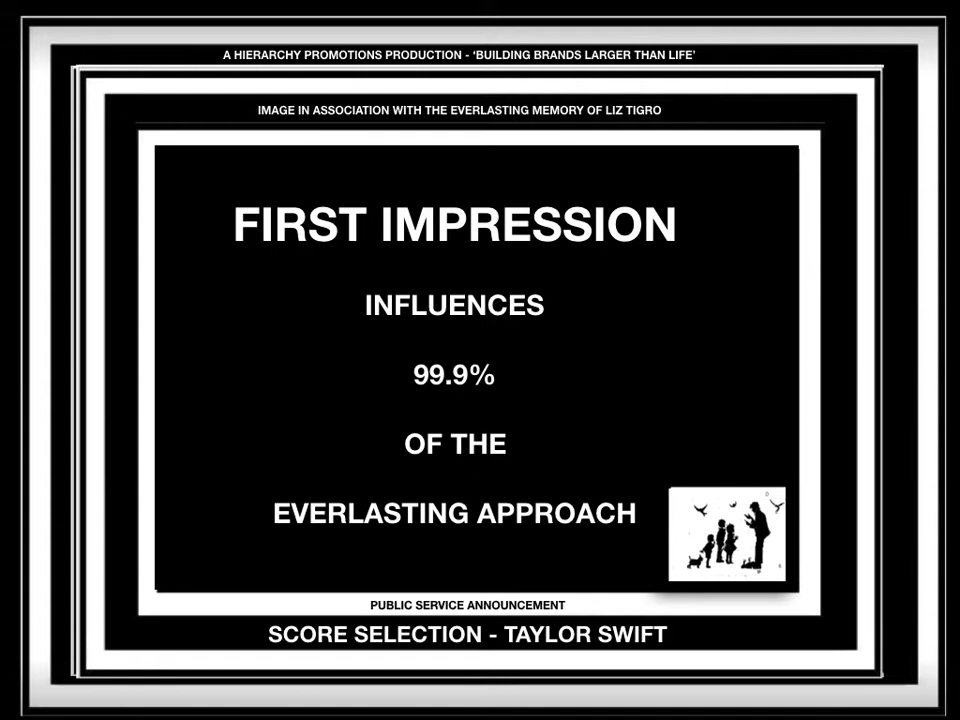 A HIERARCHY PROMOTIONS PRODUCTION - ‘BUILDING BRANDS LARGER THAN LIFE’
IMAGE IN ASSOCIATION WITH THE EVERLASTING MEMORY OF LIZ TIGRO
FIRST IMPRESSION
INFLUENCES
99.9%
OF THE
EVERLASTING APPROACH
PUBLIC SERVICE ANNOUNCEMENT
SCORE SELECTION - TAYLOR SWIFT